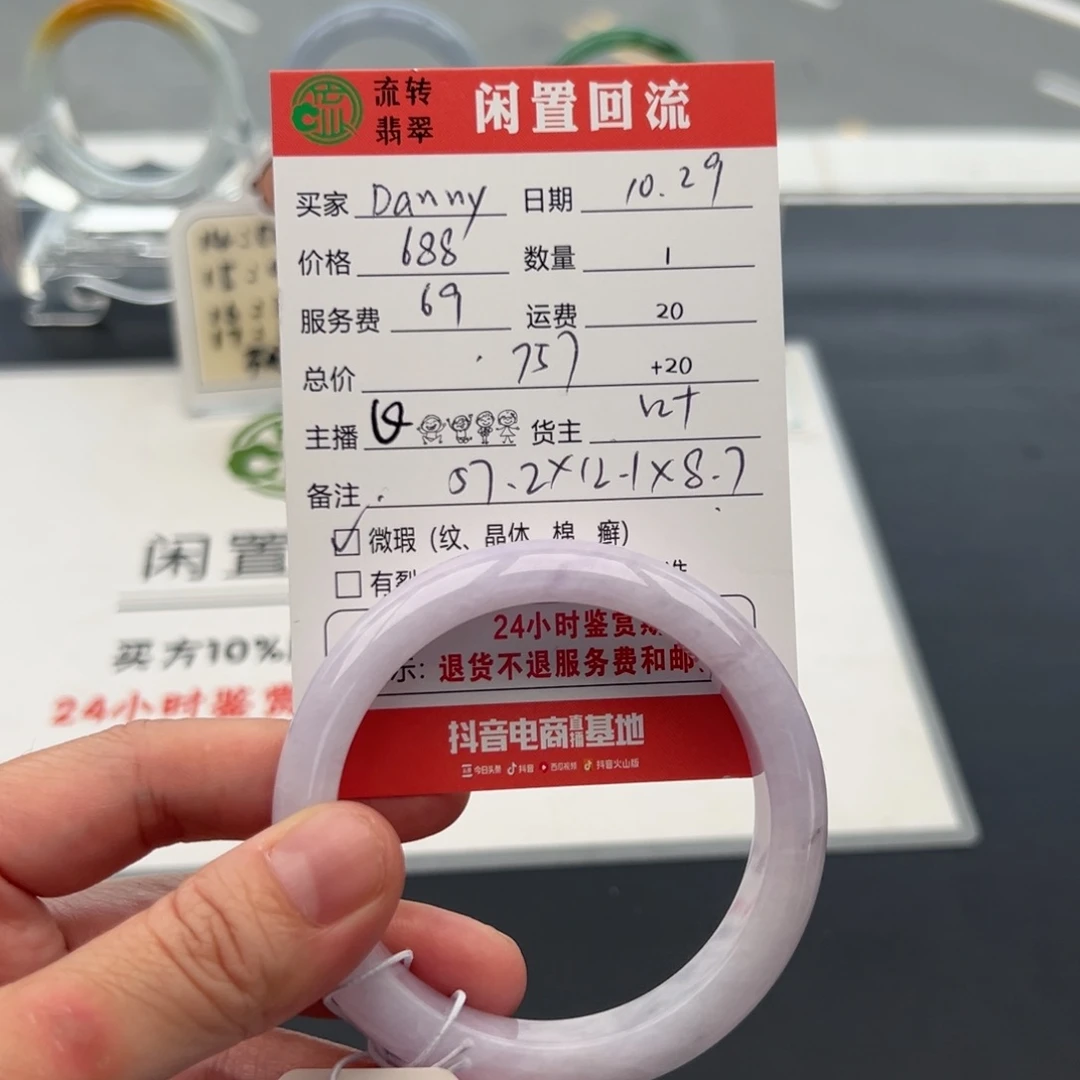 流转
翡翠
闲置回流
买家 Danny 日期 10.29
价格 688 数量 1
服务费 69 运费 20
总价 757 +20
主播 货主
备注 57.2×12.1×8.7
☑ 微瑕（纹、晶体 棉 癣）
☐ 有裂
24小时鉴赏期
示：退货不退服务费和邮
抖音电商直播基地
今日头条 抖音 西瓜视频 抖音火山版
闲置
买方10%
24小时鉴赏